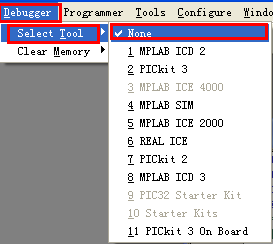 Debugger Programmer Tools Configure Windo
Select Tool
Clear Memory
None
1 MPLAB ICD 2
2 PICkit 3
3 MPLAB ICE 4000
4 MPLAB SIM
5 MPLAB ICE 2000
6 REAL ICE
7 PICkit 2
8 MPLAB ICD 3
9 PIC32 Starter Kit
10 Starter Kits
11 PICkit 3 On Board